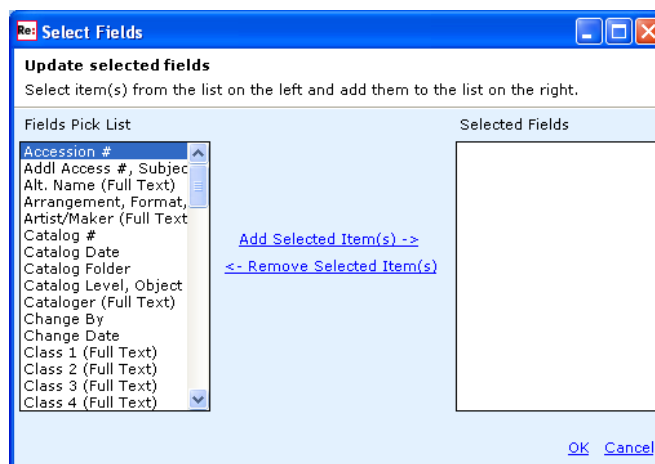 Re: Select Fields
Update selected fields
Select item(s) from the list on the left and add them to the list on the right.
Fields Pick List
Selected Fields
Accession #
Addl Access #, Subjec
Alt. Name (Full Text)
Arrangement, Format,
Artist/Maker (Full Text
Catalog #
Catalog Date
Catalog Folder
Catalog Level, Object
Cataloger (Full Text)
Change By
Change Date
Class 1 (Full Text)
Class 2 (Full Text)
Class 3 (Full Text)
Class 4 (Full Text)
Add Selected Item(s) ->
<- Remove Selected Item(s)
OK Cancel